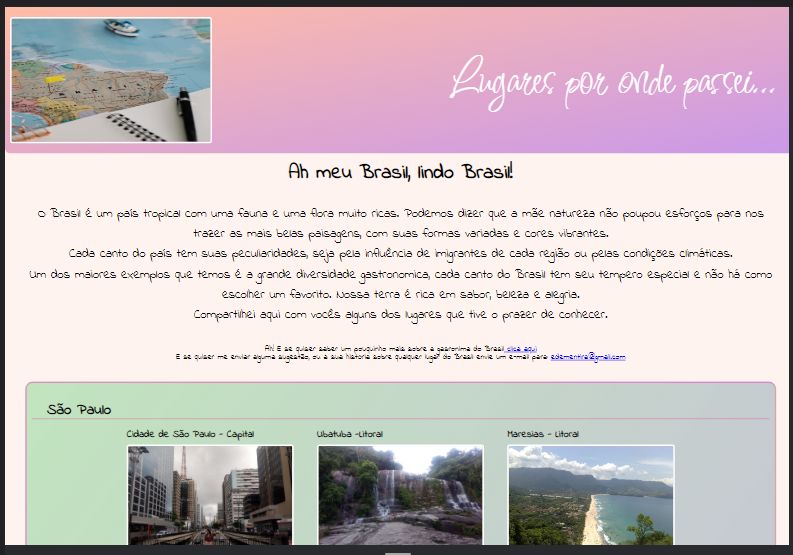 Lugares por onde passei...
Ah meu Brasil, lindo Brasil!
O Brasil é um país tropical com uma fauna e uma flora muito ricas. Podemos dizer que a mãe natureza não poupou esforços para nos
trazer as mais belas paisagens, com suas formas variadas e cores vibrantes.
Cada canto do país tem suas peculiaridades, seja pela influência de imigrantes de cada região ou pelas condições climáticas.
Um dos maiores exemplos que temos é a grande diversidade gastronomica, cada canto do Brasil tem seu tempero especial e não há como
escolher um favorito. Nossa terra é rica em sabor, beleza e alegria.
Compartilhei aqui com vocês alguns dos lugares que tive o prazer de conhecer.
Ah! E se quiser saber um pouquinho mais sobre a gastronimia do Brasil clica aqui
E se quiser me enviar alguma sugestão, ou a sua historia sobre qualquer lugar do Brasil envie um e-mail para: edementira@gmail.com
São Paulo
Cidade de São Paulo - Capital
Ubatuba -Litoral
Maresias - Litoral